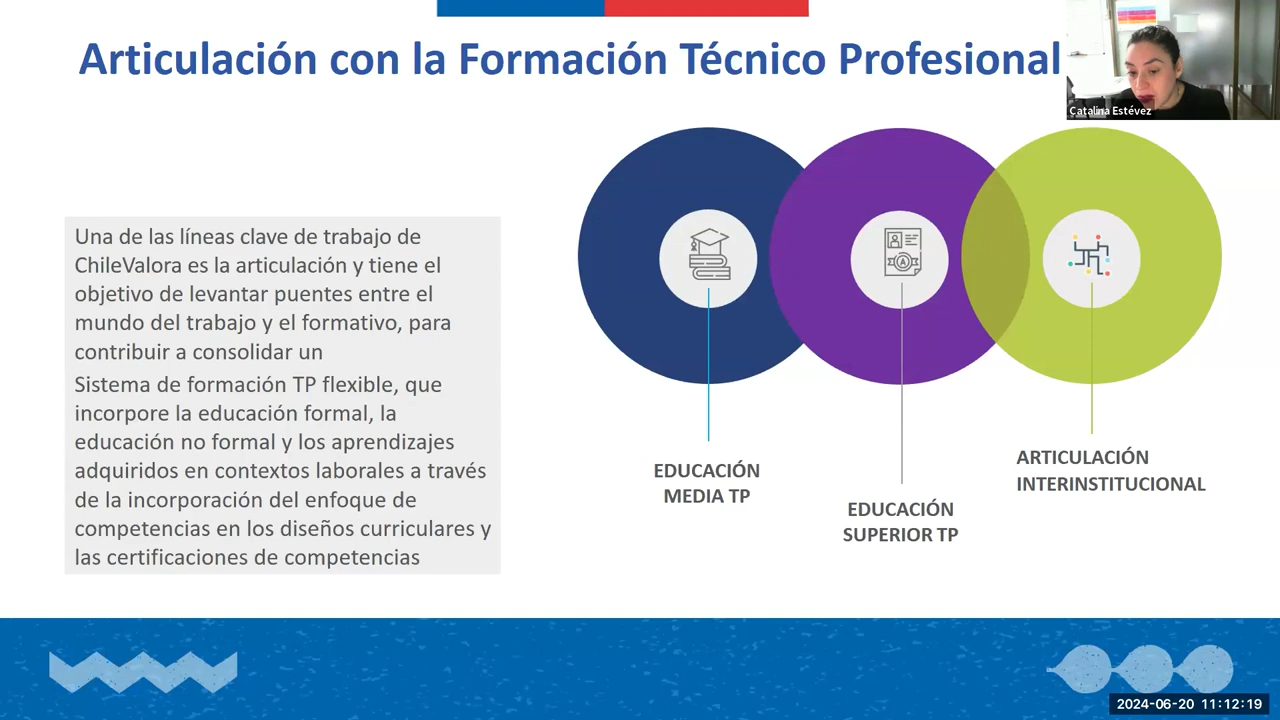 Articulación con la Formación Técnico Profesional
Catalina Estévez
Una de las líneas clave de trabajo de
ChileValora es la articulación y tiene el
objetivo de levantar puentes entre el
mundo del trabajo y el formativo, para
contribuir a consolidar un
Sistema de formación TP flexible, que
incorpore la educación formal, la
educación no formal y los aprendizajes
adquiridos en contextos laborales a través
de la incorporación del enfoque de
competencias en los diseños curriculares y
las certificaciones de competencias
EDUCACIÓN
MEDIA TP
EDUCACIÓN
SUPERIOR TP
ARTICULACIÓN
INTERINSTITUCIONAL
2024-06-20 11:12:19